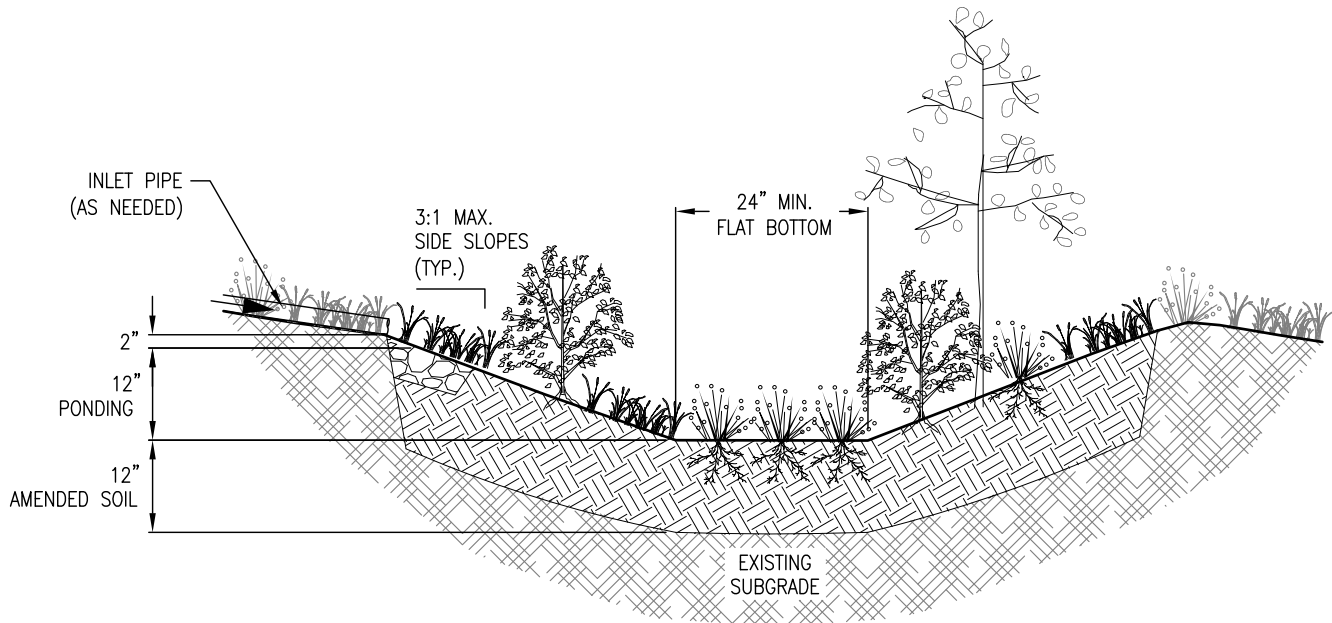 INLET PIPE
(AS NEEDED)
3:1 MAX.
SIDE SLOPES
(TYP.)
24” MIN.
FLAT BOTTOM
2”
12”
PONDING
12”
AMENDED SOIL
EXISTING
SUBGRADE